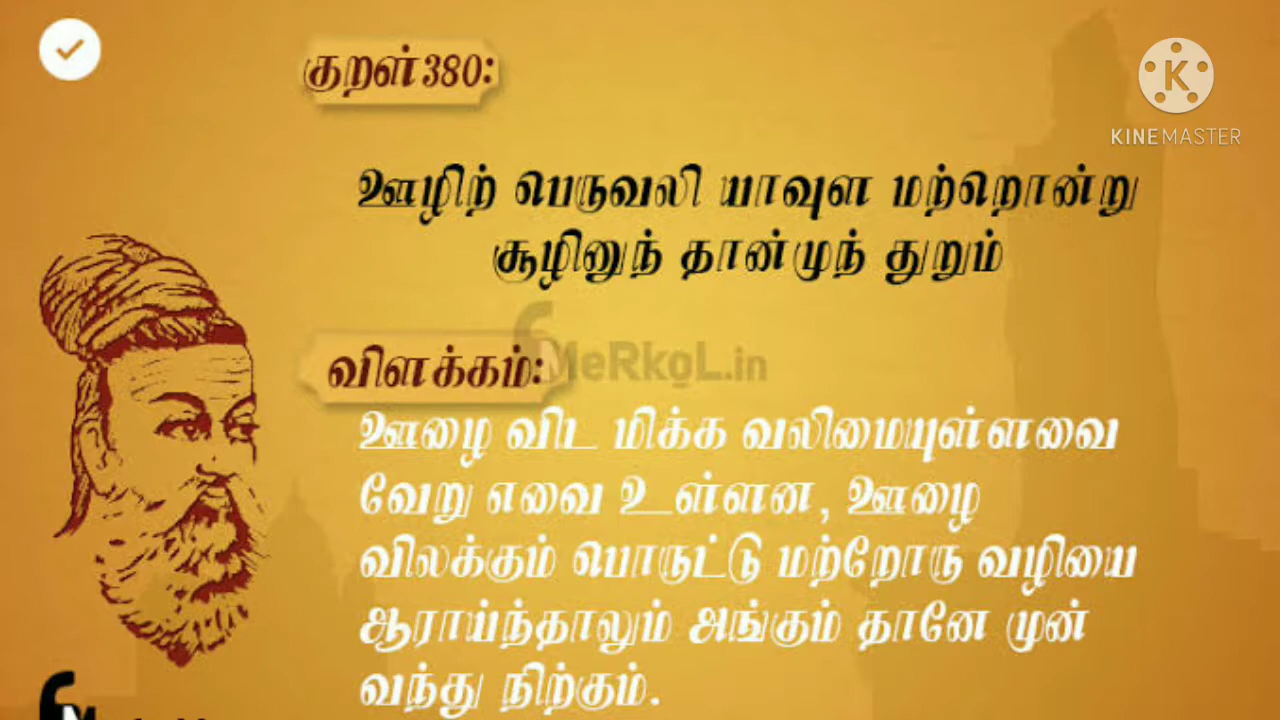 குறள் 380:
KINEMASTER
ஊழிற் பெருவலி யாவுள மற்றொன்று
சூழினுந் தான்முந் துறும்
MeRkoL.in
விளக்கம்:
ஊழை விட மிக்க வலிமையுள்ளவை
வேறு எவை உள்ளன, ஊழை
விலக்கும் பொருட்டு மற்றோரு வழியை
ஆராய்ந்தாலும் அங்கும் தானே முன்
வந்து நிற்கும்.